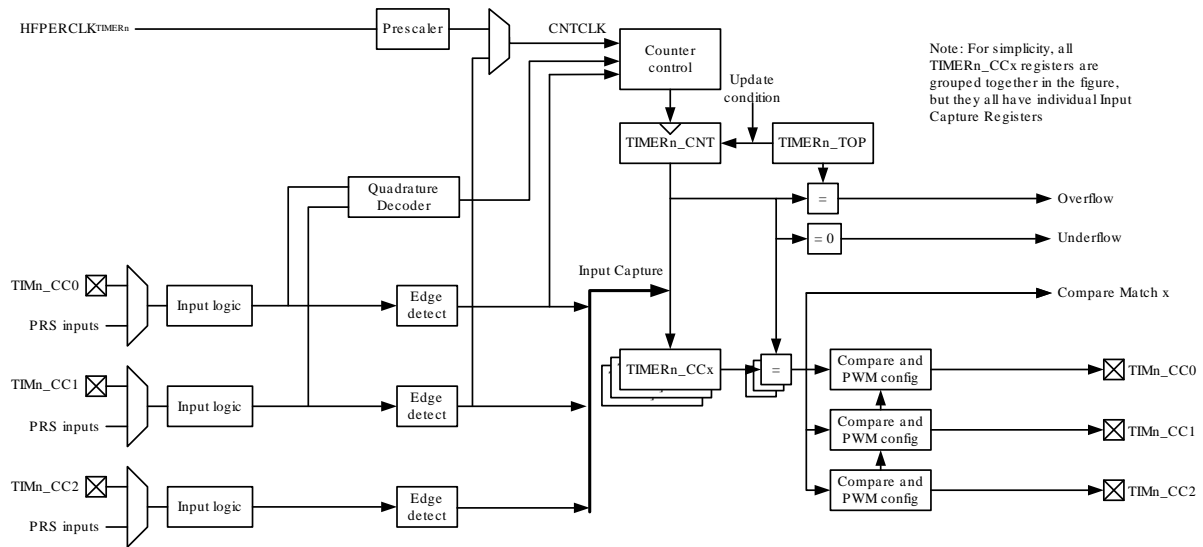 HFPERCLKTIMERn
Prescaler
CNTCLK
Counter
control
Note: For simplicity, all
TIMERn_CCx registers are
grouped together in the figure,
but they all have individual Input
Capture Registers
Update
condition
TIMERn_CNT
TIMERn_TOP
Quadrature
Decoder
=
Overflow
= 0
Underflow
Input Capture
TIMn_CC0
PRS inputs
Input logic
Edge
detect
Compare Match x
TIMERn_CCx
=
Compare and
PWM config
TIMn_CC0
TIMn_CC1
PRS inputs
Input logic
Edge
detect
Compare and
PWM config
TIMn_CC1
TIMn_CC2
PRS inputs
Input logic
Edge
detect
Compare and
PWM config
TIMn_CC2